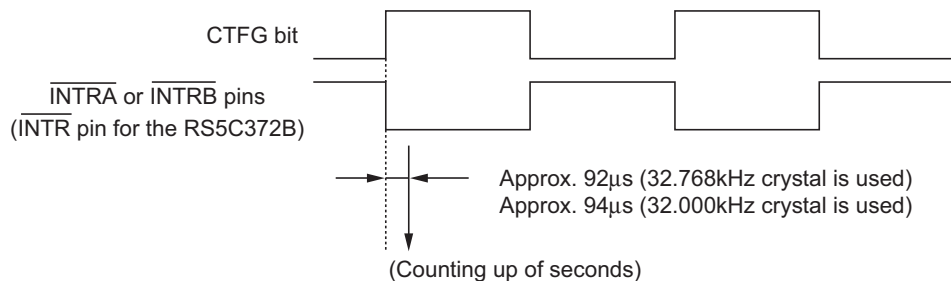 CTFG bit
INTRA or INTRB pins
(INTR pin for the RS5C372B)
Approx. 92μs (32.768kHz crystal is used)
Approx. 94μs (32.000kHz crystal is used)
(Counting up of seconds)